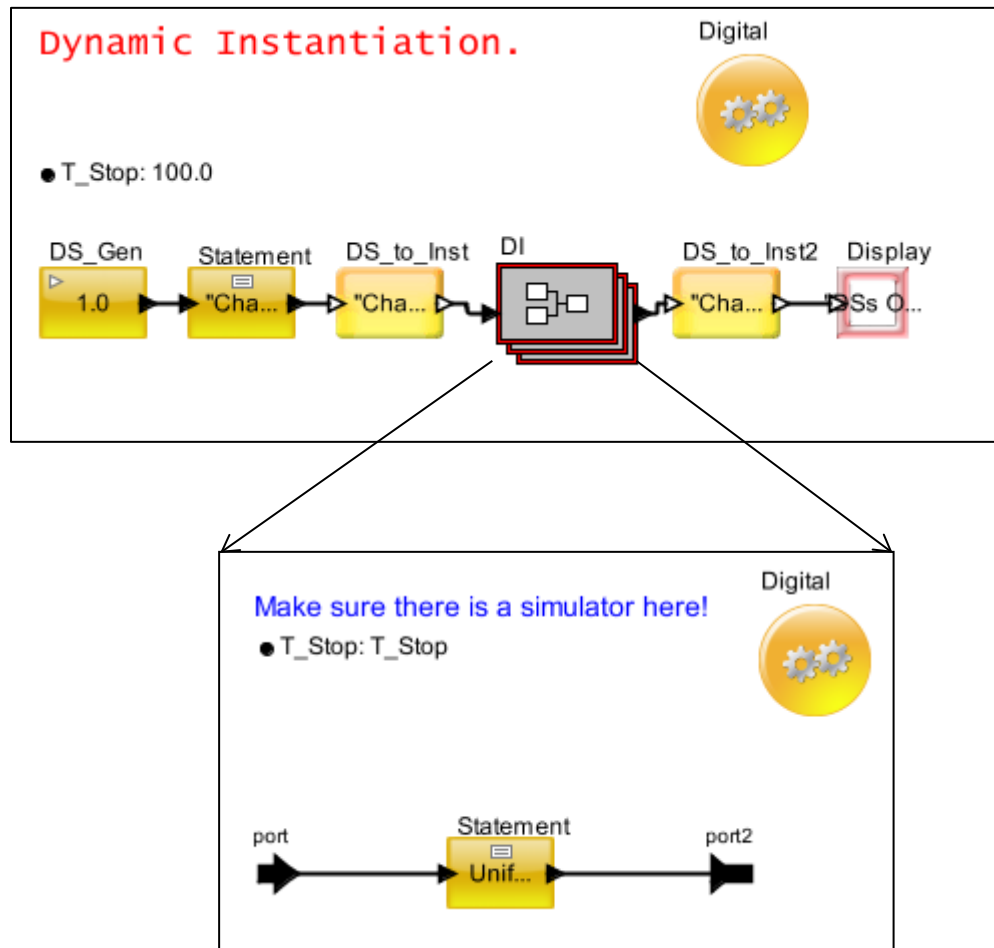 Dynamic Instantiation.
Digital
T_Stop: 100.0
DS_Gen
Statement
DS_to_Inst
DI
DS_to_Inst2
Display
1.0
"Cha...
"Cha...
"Cha...
Ss O...
Digital
Make sure there is a simulator here!
T_Stop: T_Stop
port
Statement
port2
Unif...